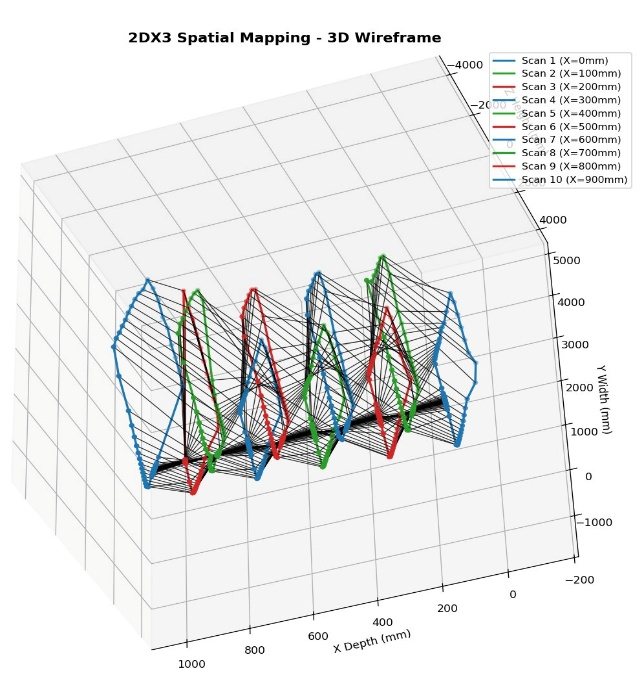 2DX3 Spatial Mapping - 3D Wireframe
−4000
−2000
4000
Scan 1 (X=0mm)
Scan 2 (X=100mm)
Scan 3 (X=200mm)
Scan 4 (X=300mm)
Scan 5 (X=400mm)
Scan 6 (X=500mm)
Scan 7 (X=600mm)
Scan 8 (X=700mm)
Scan 9 (X=800mm)
Scan 10 (X=900mm)
5000
4000
3000
2000
1000
0
−1000
Y Width (mm)
−200
0
200
400
600
800
1000
X Depth (mm)